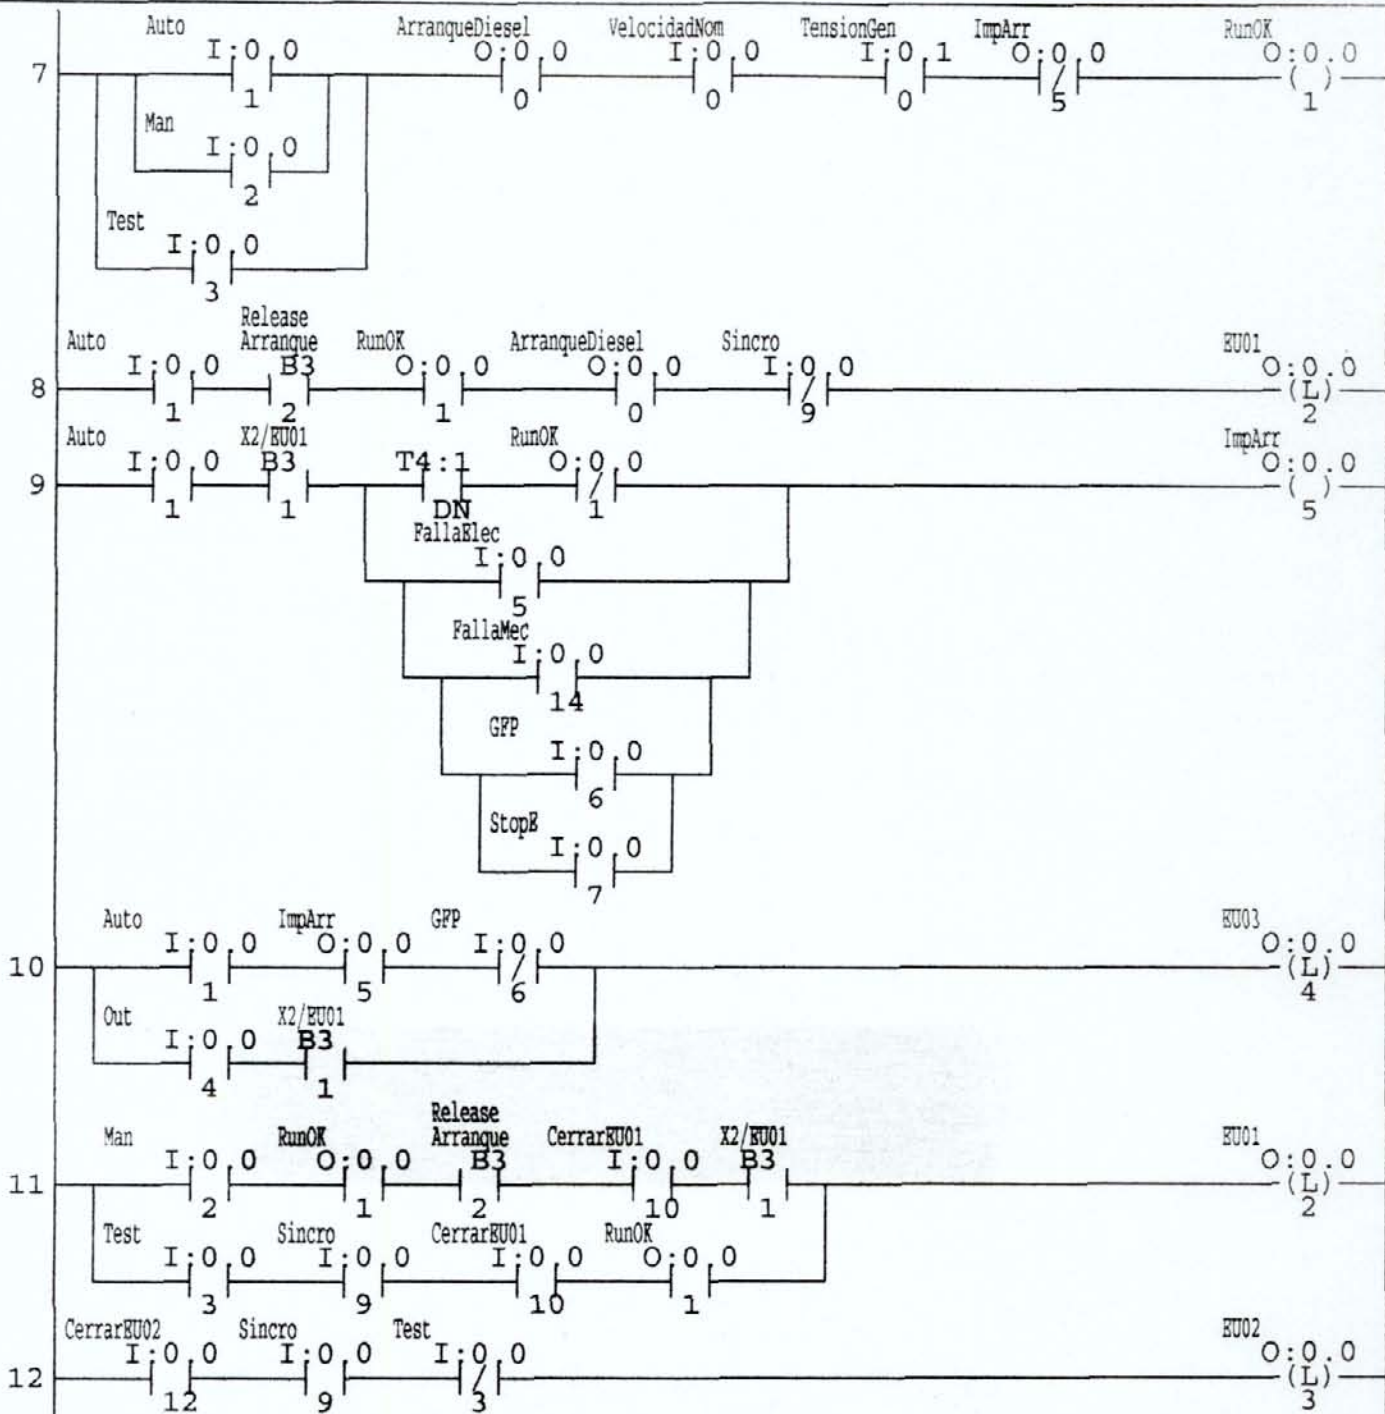 Auto ArranqueDiesel VelocidadNom TensionGen ImpArr RunOK
I:0.0 O:0.0 I:0.0 I:0.1 O:0.0 O:0.0
7 ( )
1 0 0 0 5 1
Man
I:0.0
2
Test
I:0.0
3
Release
Auto Arranque RunOK ArranqueDiesel Sincro EU01
I:0.0 B3 O:0.0 O:0.0 I:0.0 O:0.0
8 (L)
1 2 1 0 9 2
Auto X2/EU01 RunOK ImpArr
I:0.0 B3 T4:1 O:0.0 O:0.0
9 ( )
1 1 DN 1 5
FallaElec
I:0.0
5
FallaMec
I:0.0
14
GFP
I:0.0
6
StopE
I:0.0
7
Auto ImpArr GFP EU03
I:0.0 O:0.0 I:0.0 O:0.0
10 (L)
1 5 6 4
Out X2/EU01
I:0.0 B3
4 1
Release
Man RunOK Arranque CerrarEU01 X2/EU01 EU01
I:0.0 O:0.0 B3 I:0.0 B3 O:0.0
11 (L)
2 1 2 10 1 2
Test Sincro CerrarEU01 RunOK
I:0.0 I:0.0 I:0.0 O:0.0
3 9 10 1
CerrarEU02 Sincro Test EU02
I:0.0 I:0.0 I:0.0 O:0.0
12 (L)
12 9 3 3